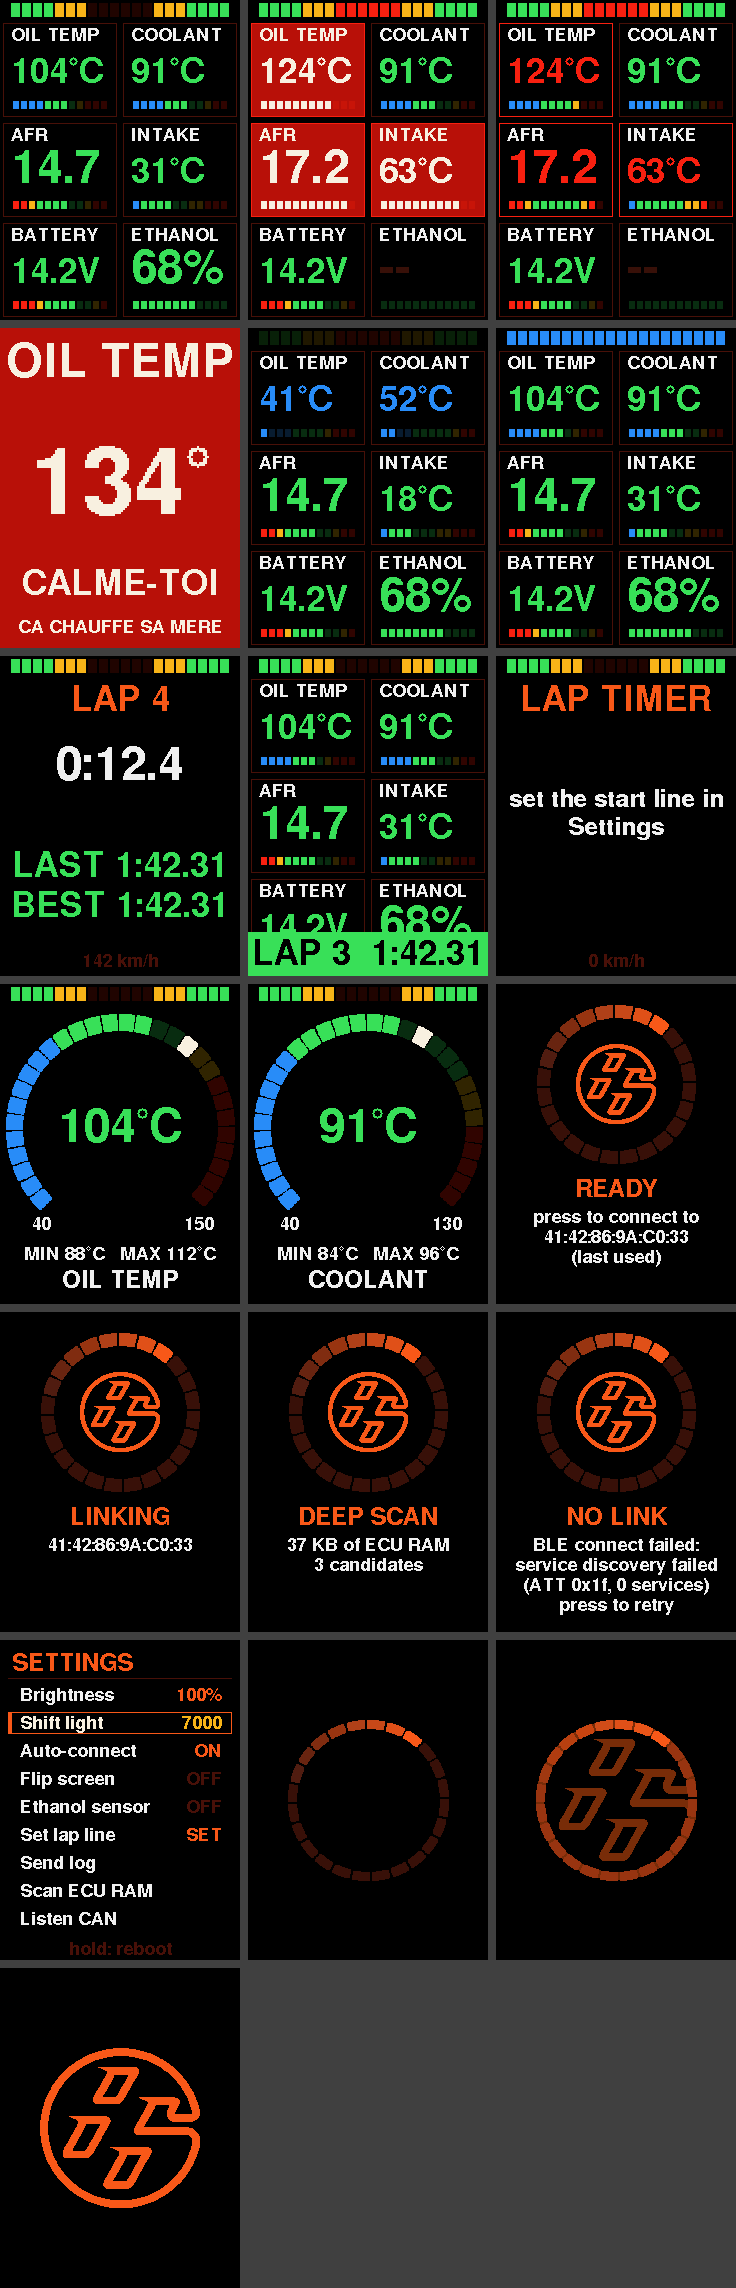 OIL TEMP COOLANT
104°C 91°C
AFR INTAKE
14.7 31°C
BATTERY ETHANOL
14.2V 68%
OIL TEMP COOLANT
124°C 91°C
AFR INTAKE
17.2 63°C
BATTERY ETHANOL
14.2V --
OIL TEMP COOLANT
124°C 91°C
AFR INTAKE
17.2 63°C
BATTERY ETHANOL
14.2V --
OIL TEMP
134°
CALME-TOI
CA CHAUFFE SA MERE
OIL TEMP COOLANT
41°C 52°C
AFR INTAKE
14.7 18°C
BATTERY ETHANOL
14.2V 68%
OIL TEMP COOLANT
104°C 91°C
AFR INTAKE
14.7 31°C
BATTERY ETHANOL
14.2V 68%
LAP 4
0:12.4
LAST 1:42.31
BEST 1:42.31
142 km/h
OIL TEMP COOLANT
104°C 91°C
AFR INTAKE
14.7 31°C
BATTERY ETHANOL
14.2V 68%
LAP 3 1:42.31
LAP TIMER
set the start line in
Settings
0 km/h
104°C
40 150
MIN 88°C MAX 112°C
OIL TEMP
91°C
40 130
MIN 84°C MAX 96°C
COOLANT
READY
press to connect to
41:42:86:9A:C0:33
(last used)
LINKING
41:42:86:9A:C0:33
DEEP SCAN
37 KB of ECU RAM
3 candidates
NO LINK
BLE connect failed:
service discovery failed
(ATT 0x1f, 0 services)
press to retry
SETTINGS
Brightness 100%
Shift light 7000
Auto-connect ON
Flip screen OFF
Ethanol sensor OFF
Set lap line SET
Send log
Scan ECU RAM
Listen CAN
hold: reboot